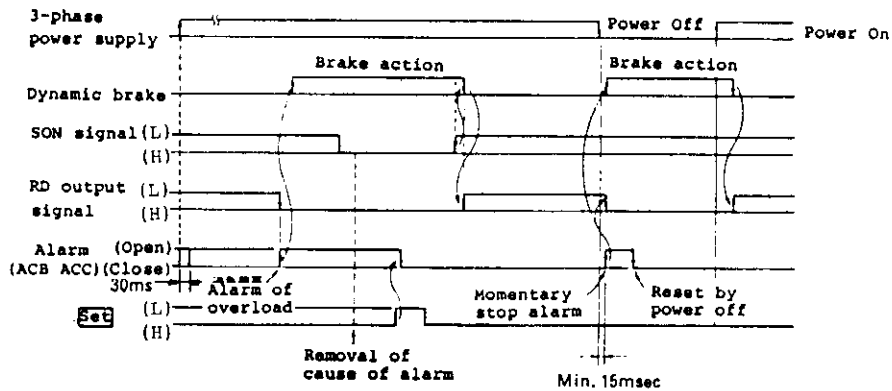 3-phase
power supply
Power Off
Power On
Brake action
Brake action
Dynamic brake
SON signal (L)
(H)
RD output (L)
signal (H)
Alarm (Open)
(ACB ACC)(Close)
30ms
Alarm of
overload
Momentary
stop alarm
Reset by
power off
Set (L)
(H)
Removal of
cause of alarm
Min. 15msec